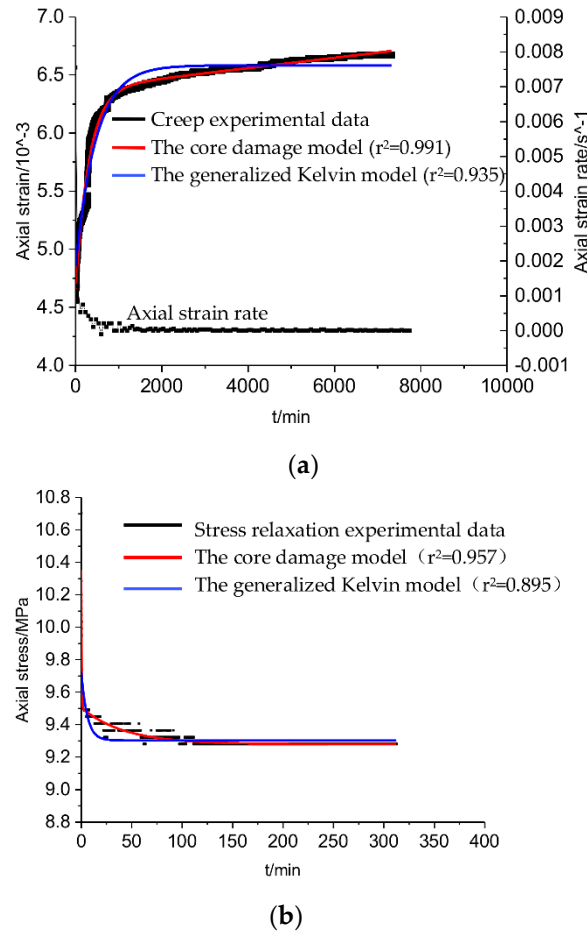 7.0
6.5
6.0
5.5
5.0
4.5
4.0
Axial strain/10^-3
0.009
0.008
0.007
0.006
0.005
0.004
0.003
0.002
0.001
0.000
-0.001
Axial strain rate/s^-1
Creep experimental data
The core damage model (r²=0.991)
The generalized Kelvin model (r²=0.935)
Axial strain rate
0 2000 4000 6000 8000 10000
t/min
(a)
10.8
10.6
10.4
10.2
10.0
9.8
9.6
9.4
9.2
9.0
8.8
Axial stress/MPa
Stress relaxation experimental data
The core damage model（r²=0.957）
The generalized Kelvin model（r²=0.895）
0 50 100 150 200 250 300 350 400
t/min
(b)